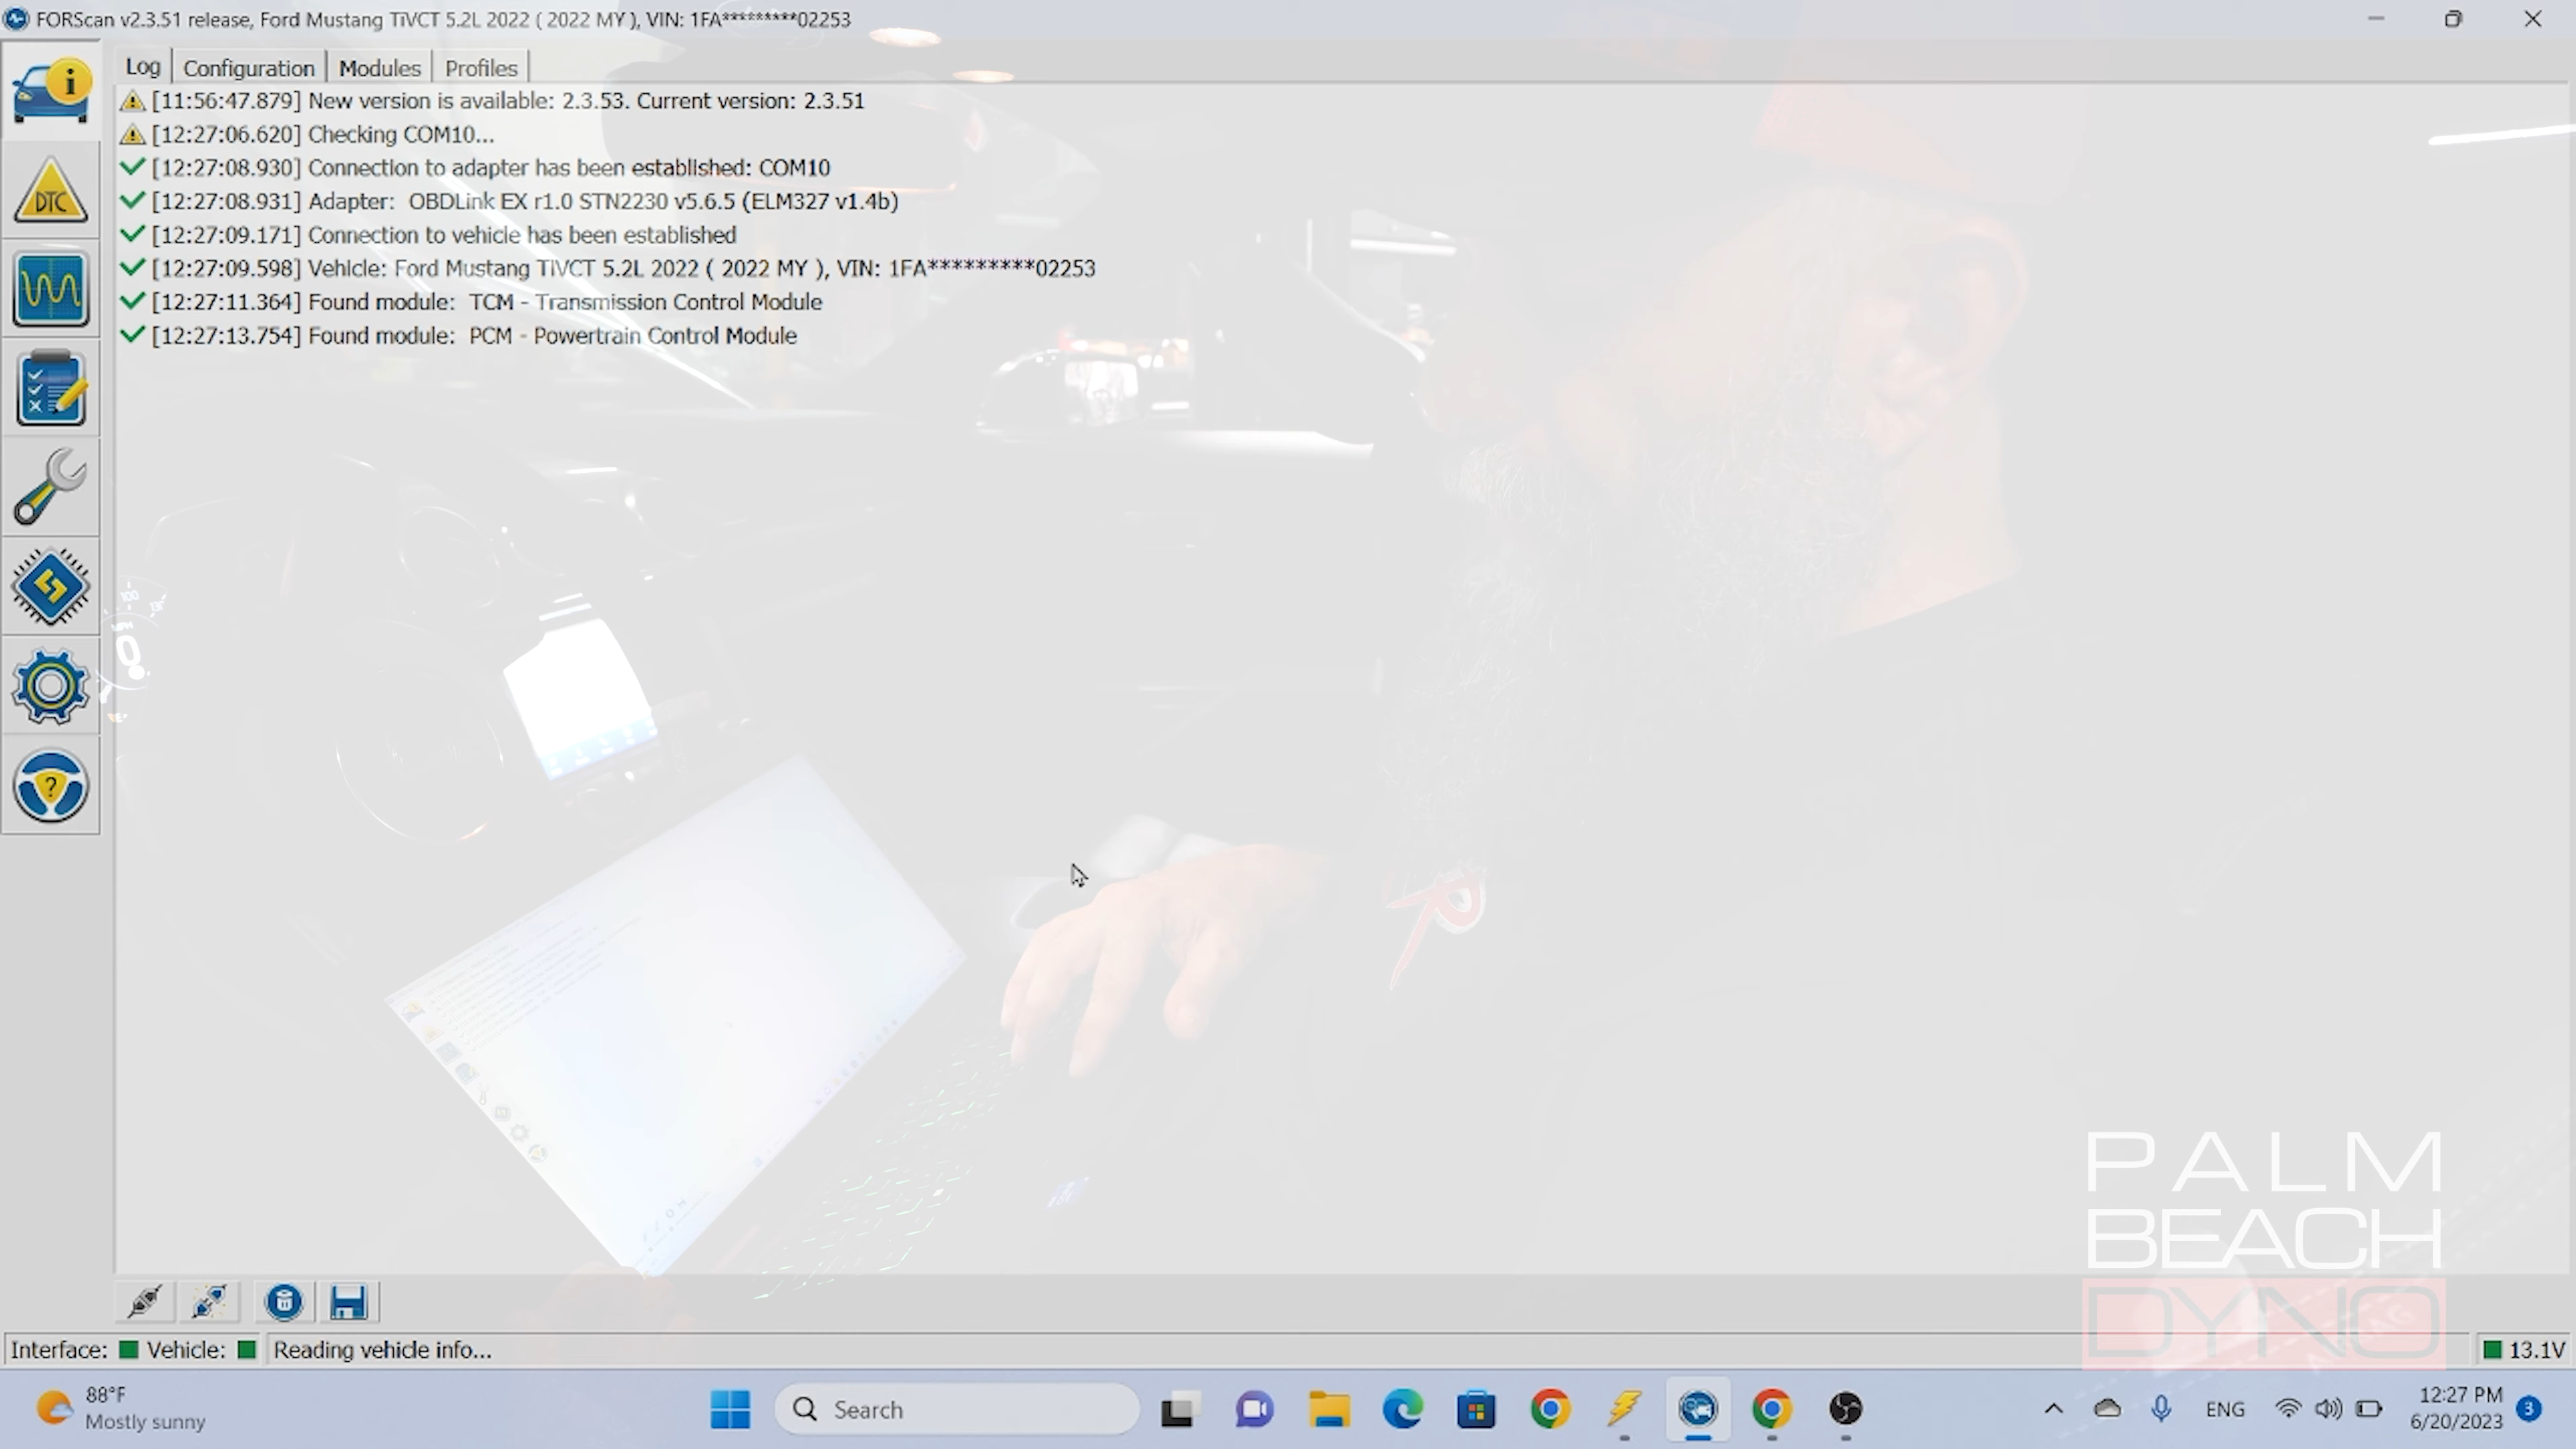 FORScan v2.3.51 release, Ford Mustang TiVCT 5.2L 2022 ( 2022 MY ), VIN: 1FA*********02253
Log
Configuration
Modules
Profiles
[11:56:47.879] New version is available: 2.3.53. Current version: 2.3.51
[12:27:06.620] Checking COM10...
[12:27:08.930] Connection to adapter has been established: COM10
[12:27:08.931] Adapter: OBDLink EX r1.0 STN2230 v5.6.5 (ELM327 v1.4b)
[12:27:09.171] Connection to vehicle has been established
[12:27:09.598] Vehicle: Ford Mustang TiVCT 5.2L 2022 ( 2022 MY ), VIN: 1FA*********02253
[12:27:11.364] Found module: TCM - Transmission Control Module
[12:27:13.754] Found module: PCM - Powertrain Control Module
DTC
100
MPH
0
R
PALM
BEACH
DYNO
Interface: Vehicle: Reading vehicle info... 13.1V
88°F
Mostly sunny
Search
ENG
12:27 PM
6/20/2023
3